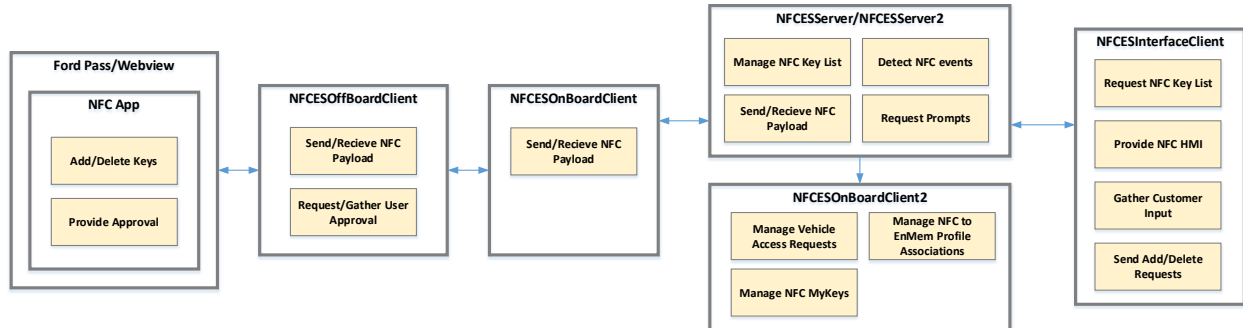 Ford Pass/Webview
NFC App
Add/Delete Keys
Provide Approval
NFCESOffBoardClient
Send/Recieve NFC
Payload
Request/Gather User
Approval
NFCESOnBoardClient
Send/Recieve NFC
Payload
NFCESServer/NFCESServer2
Manage NFC Key List
Detect NFC events
Send/Recieve NFC
Payload
Request Prompts
NFCESOnBoardClient2
Manage Vehicle
Access Requests
Manage NFC to
EnMem Profile
Associations
Manage NFC MyKeys
NFCESInterfaceClient
Request NFC Key List
Provide NFC HMI
Gather Customer
Input
Send Add/Delete
Requests